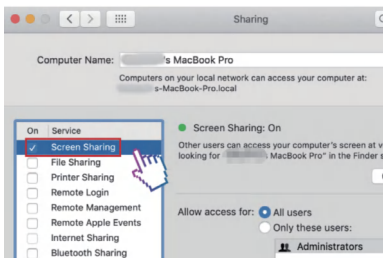 Sharing
Computer Name: 's MacBook Pro
Computers on your local network can access your computer at:
s-MacBook-Pro.local
On Service
Screen Sharing
File Sharing
Printer Sharing
Remote Login
Remote Management
Remote Apple Events
Internet Sharing
Bluetooth Sharing
Screen Sharing: On
Other users can access your computer's screen at v
looking for MacBook Pro" in the Finder s
Allow access for: All users
Only these users:
Administrators